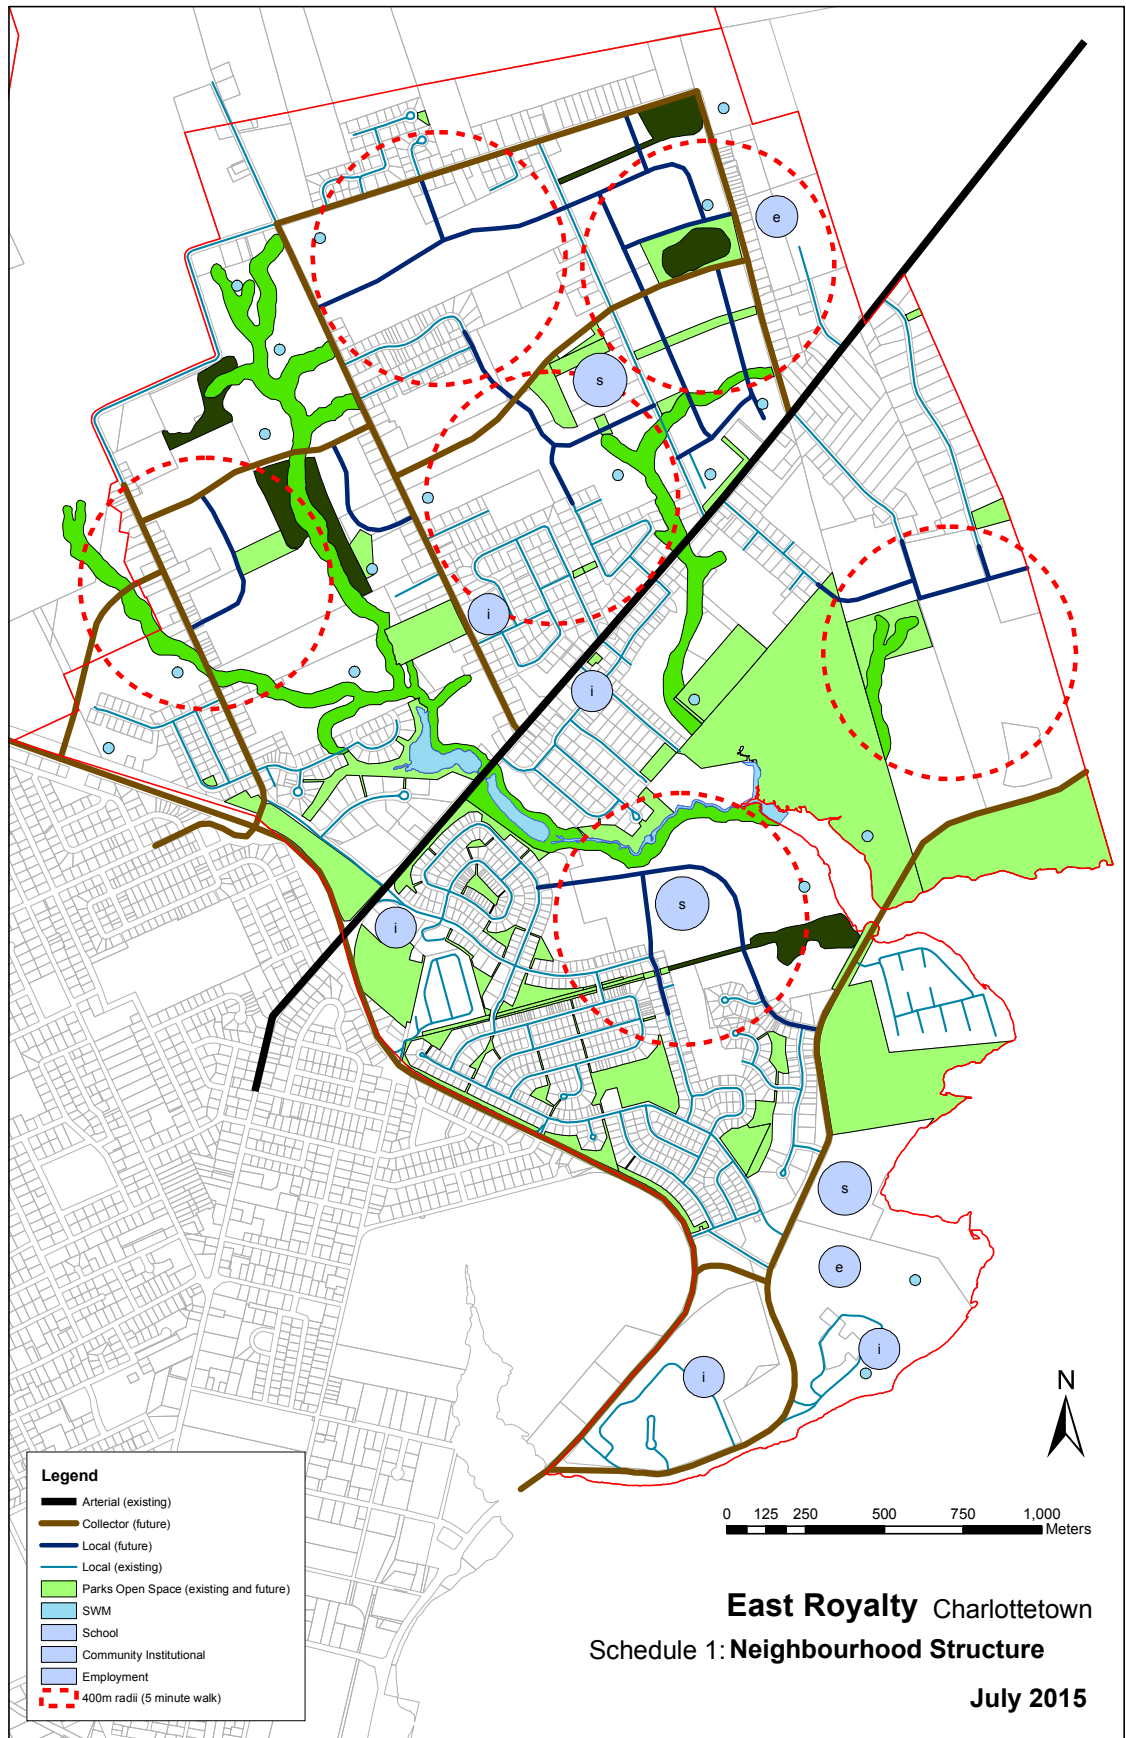 e
s
i
i
s
i
s
e
i
i
N
0 125 250 500 750 1,000
Meters
Legend
Arterial (existing)
Collector (future)
Local (future)
Local (existing)
Parks Open Space (existing and future)
SWM
School
Community Institutional
Employment
400m radii (5 minute walk)
East Royalty Charlottetown
Schedule 1: Neighbourhood Structure
July 2015